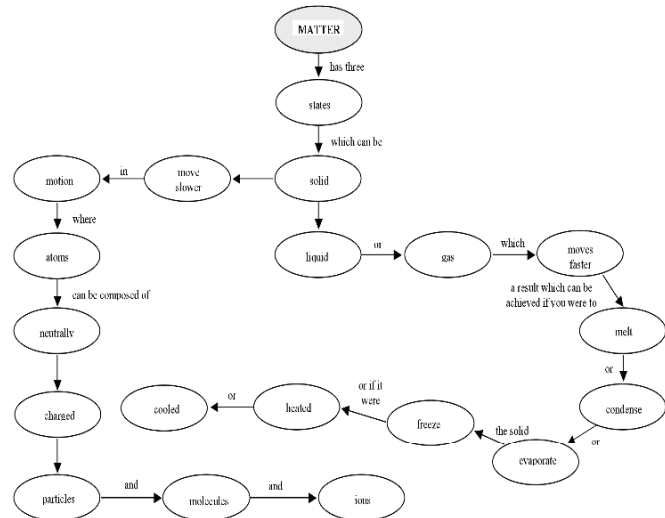 MATTER
has three
states
which can be
solid
move
slower
in
motion
where
atoms
can be composed of
neutrally
charged
particles
and
molecules
and
ions
liquid
or
gas
which
moves
faster
a result which can be
achieved if you were to
melt
or
condense
or
evaporate
the solid
freeze
or if it
were
heated
or
cooled